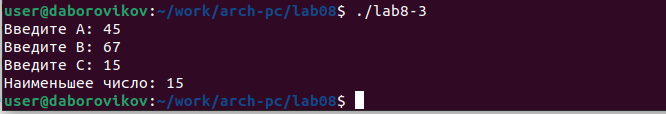 user@daborovikov:~/work/arch-pc/lab08$ ./lab8-3
Введите A: 45
Введите B: 67
Введите C: 15
Наименьшее число: 15
user@daborovikov:~/work/arch-pc/lab08$